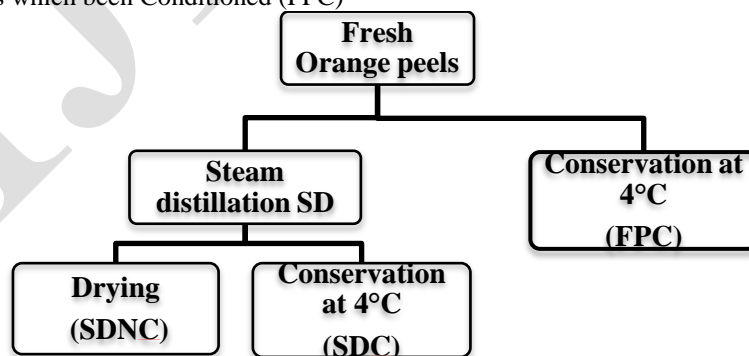 s which been Conditioned (FPC)
Fresh
Orange peels
Steam
distillation SD
Conservation at
4°C
(FPC)
Drying
(SDNC)
Conservation
at 4°C
(SDC)